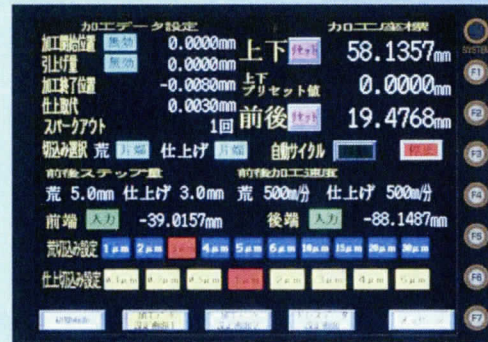 加工データ設定 加工座標
加工開始位置 無効 0.0000mm 上下 リセット 58.1357mm
引上げ量 無効 0.0000mm
加工終了位置 -0.0080mm 上下プリセット値 0.0000mm
仕上取代 0.0030mm 前後 リセット 19.4768mm
スパークアウト 1回
切込み選択 荒 片端 仕上げ 片端 自動サイクル 停止
前後ステップ量 前後加工速度
荒 5.0mm 仕上げ 3.0mm 荒 500m/分 仕上げ 500m/分
前端 入力 -39.0157mm 後端 入力 -88.1487mm
荒切込み設定 1μm 2μm 4μm 5μm 6μm 10μm 15μm 20μm 30μm
仕上切込み設定
SYSTEM
F1
F2
F3
F4
F5
F6
F7